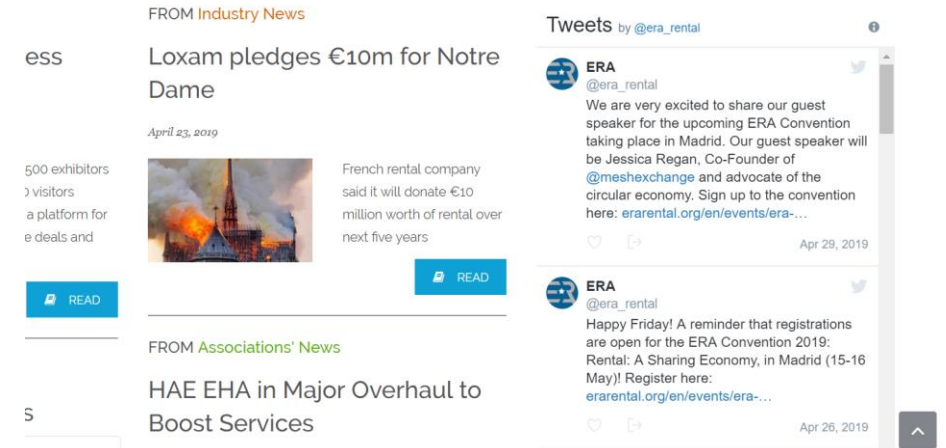 ess
500 exhibitors
visitors
a platform for
e deals and
READ
s
FROM Industry News
Loxam pledges €10m for Notre
Dame
April 23, 2019
French rental company
said it will donate €10
million worth of rental over
next five years
READ
FROM Associations' News
HAE EHA in Major Overhaul to
Boost Services
Tweets by @era_rental
ERA
@era_rental
We are very excited to share our guest
speaker for the upcoming ERA Convention
taking place in Madrid. Our guest speaker will
be Jessica Regan, Co-Founder of
@meshexchange and advocate of the
circular economy. Sign up to the convention
here: erarental.org/en/events/era-...
Apr 29, 2019
ERA
@era_rental
Happy Friday! A reminder that registrations
are open for the ERA Convention 2019:
Rental: A Sharing Economy, in Madrid (15-16
May)! Register here:
erarental.org/en/events/era-...
Apr 26, 2019